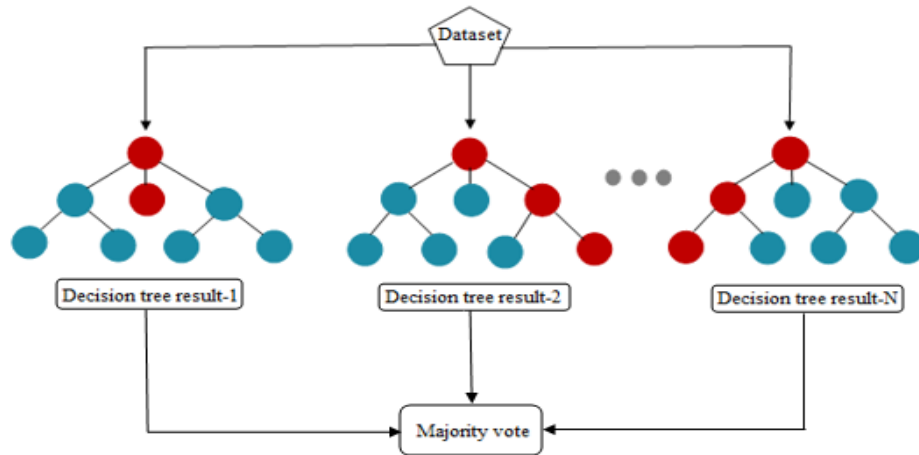 Dataset
Decision tree result-1
Decision tree result-2
Decision tree result-N
Majority vote